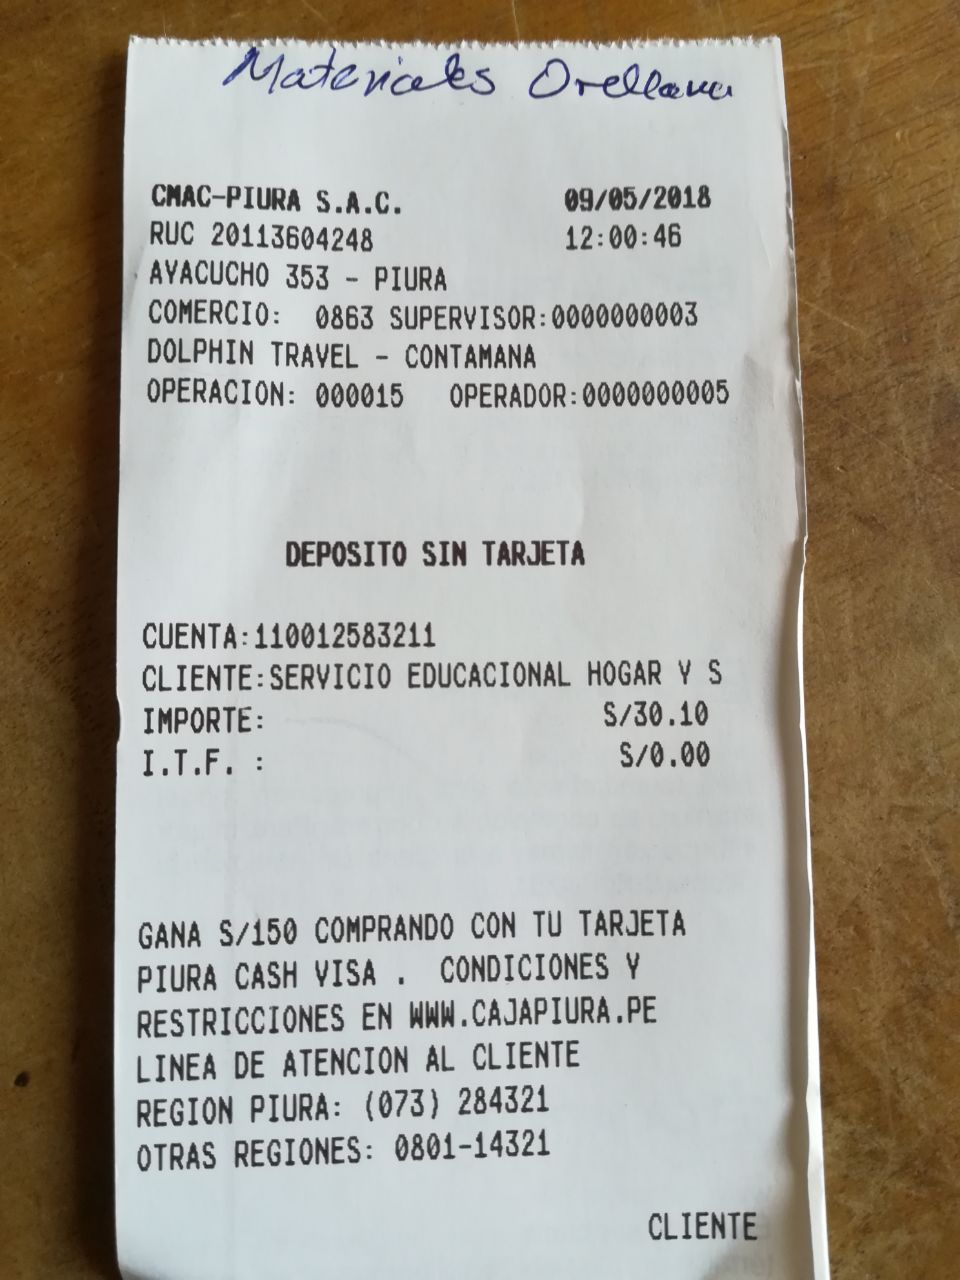 Materiales Orellana
CMAC-PIURA S.A.C. 09/05/2018
RUC 20113604248 12:00:46
AYACUCHO 353 - PIURA
COMERCIO: 0863 SUPERVISOR:0000000003
DOLPHIN TRAVEL - CONTAMANA
OPERACION: 000015 OPERADOR:0000000005
DEPOSITO SIN TARJETA
CUENTA:110012583211
CLIENTE:SERVICIO EDUCACIONAL HOGAR Y S
IMPORTE: S/30.10
I.T.F. : S/0.00
GANA S/150 COMPRANDO CON TU TARJETA
PIURA CASH VISA . CONDICIONES Y
RESTRICCIONES EN WWW.CAJAPIURA.PE
LINEA DE ATENCION AL CLIENTE
REGION PIURA: (073) 284321
OTRAS REGIONES: 0801-14321
CLIENTE